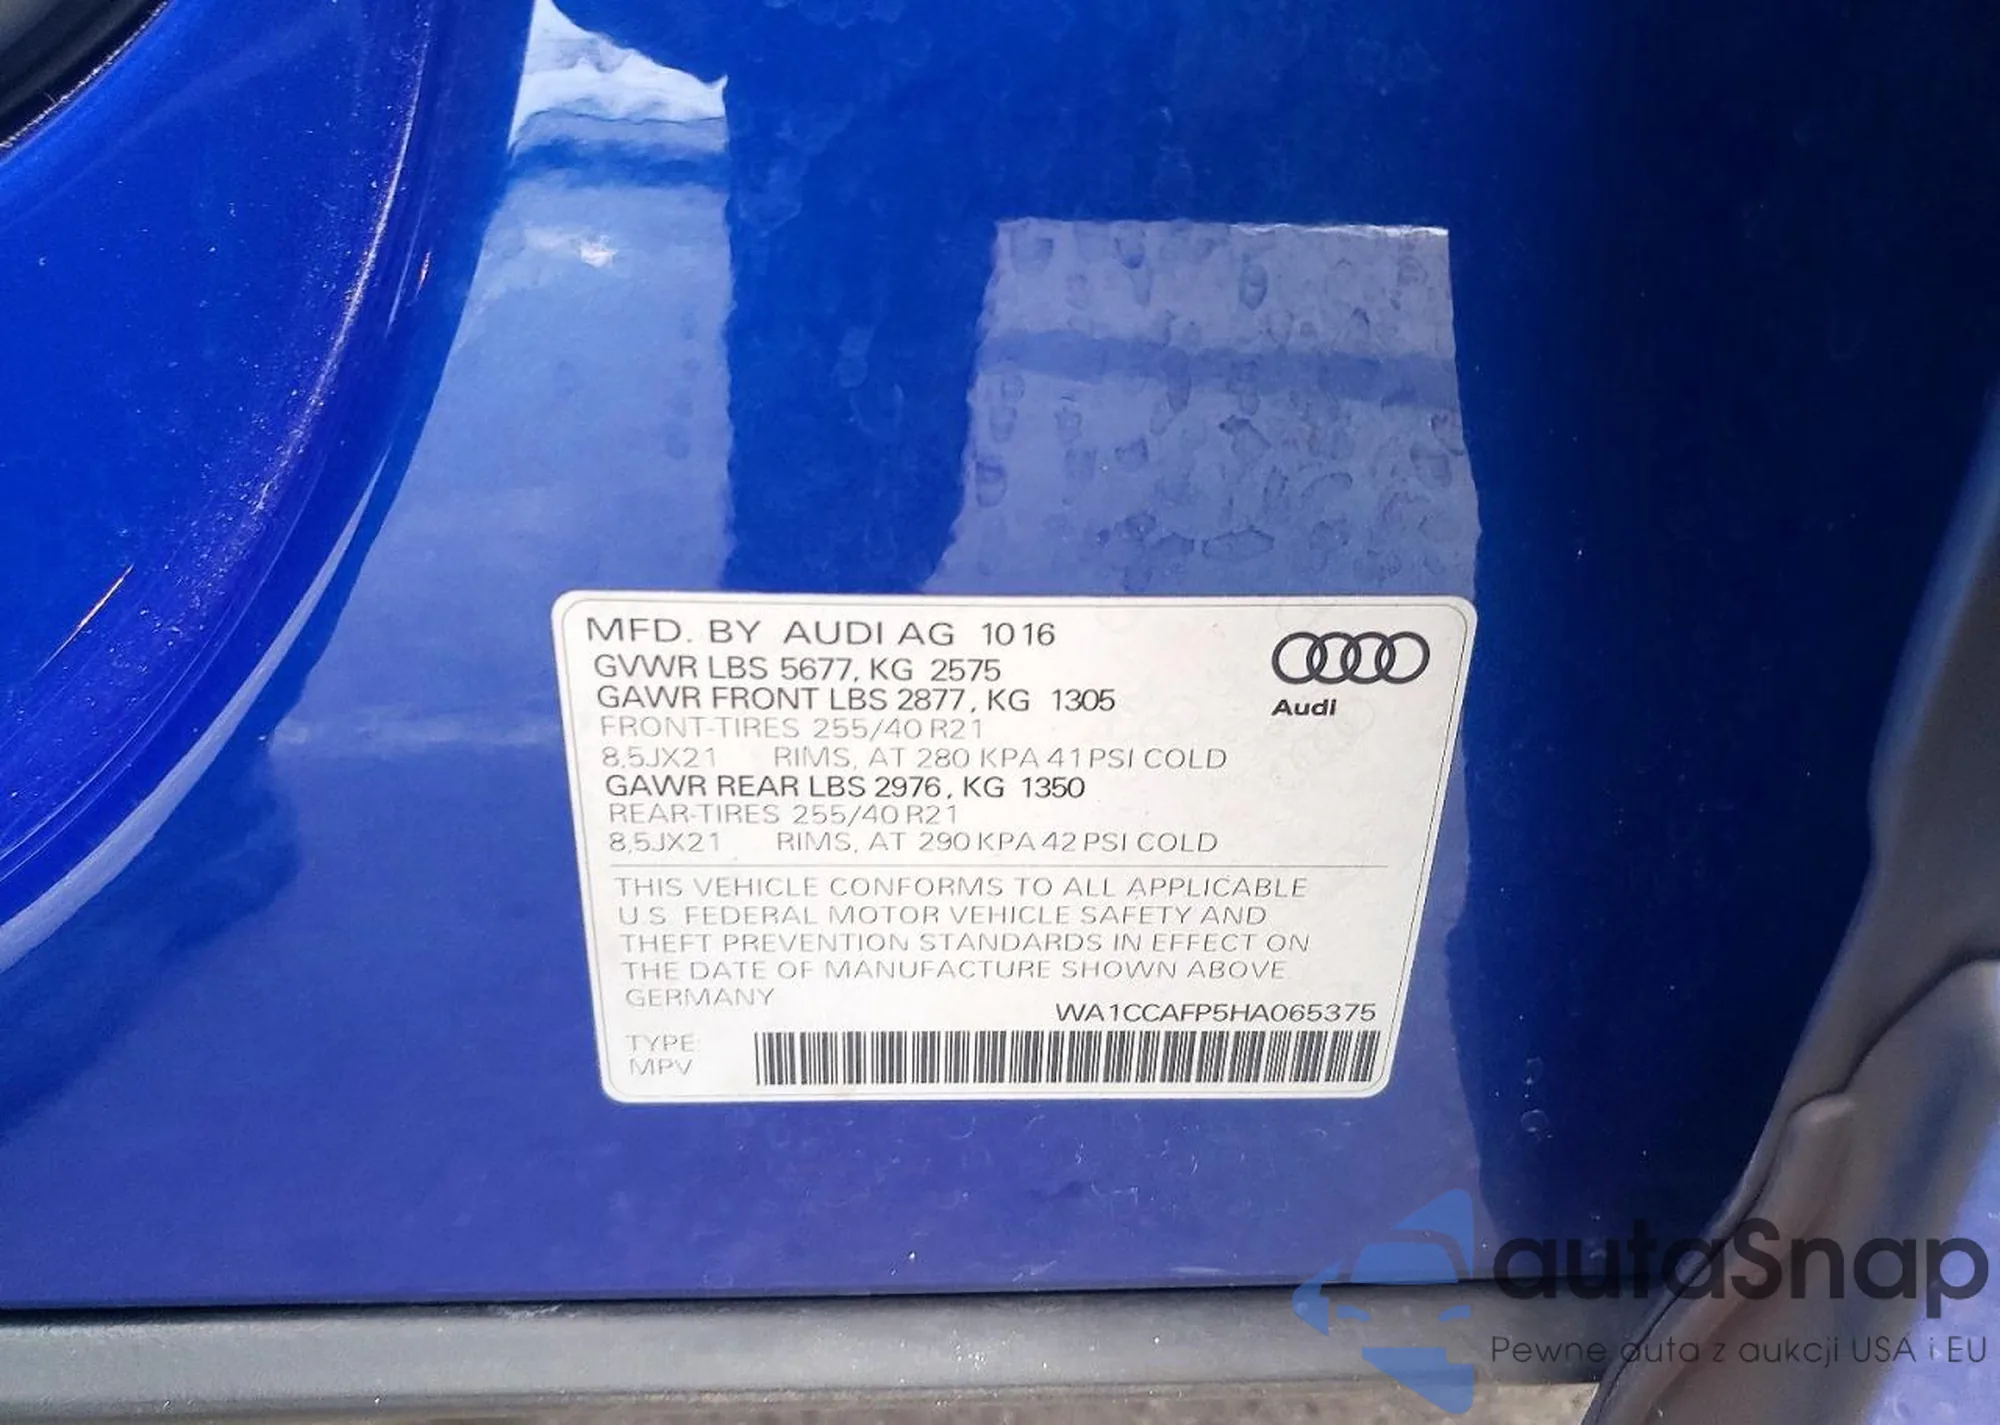 MFD. BY AUDI AG 1016
GVWR LBS 5677, KG 2575
GAWR FRONT LBS 2877, KG 1305
FRONT-TIRES 255/40 R21
8,5JX21 RIMS, AT 280 KPA 41 PSI COLD
GAWR REAR LBS 2976, KG 1350
REAR-TIRES 255/40 R21
8,5JX21 RIMS, AT 290 KPA 42 PSI COLD
Audi
THIS VEHICLE CONFORMS TO ALL APPLICABLE
U.S. FEDERAL MOTOR VEHICLE SAFETY AND
THEFT PREVENTION STANDARDS IN EFFECT ON
THE DATE OF MANUFACTURE SHOWN ABOVE.
GERMANY
WA1CCAFP5HA065375
TYPE:
MPV
autaSnap
Pewne auta z aukcji USA i EU